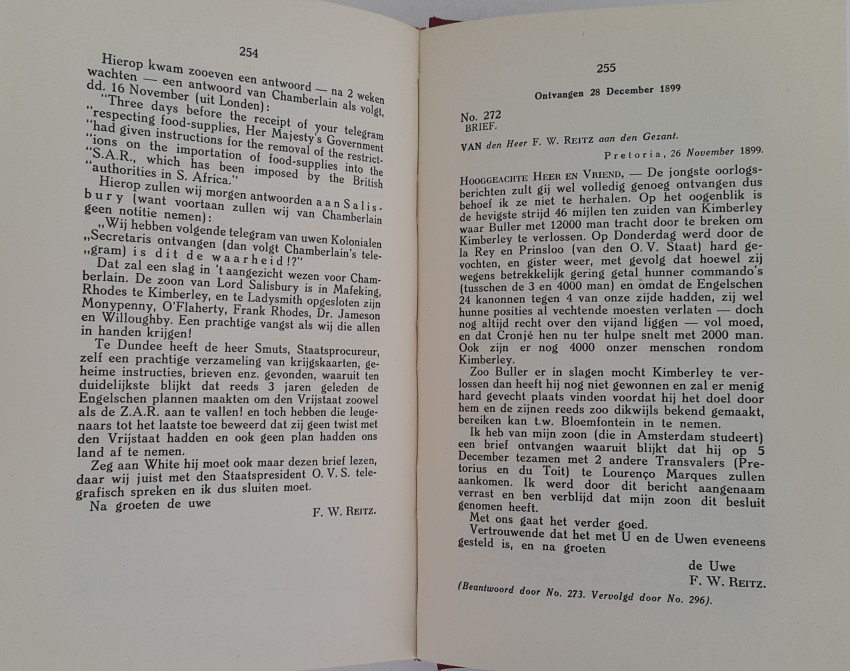 254
Hierop kwam zooeven een antwoord — na 2 weken
wachten — een antwoord van Chamberlain als volgt,
dd. 16 November (uit Londen):
"Three days before the receipt of your telegram
"respecting food-supplies, Her Majesty's Government
"had given instructions for the removal of the restrict-
"ions on the importation of food-supplies into the
"S.A.R., which has been imposed by the British
"authorities in S. Africa."
Hierop zullen wij morgen antwoorden aan Salis-
bury (want voortaan zullen wij van Chamberlain
geen notitie nemen):
„Wij hebben volgende telegram van uwen Kolonialen
„Secretaris ontvangen (dan volgt Chamberlain's tele-
„gram) is dit de waarheid!?"
Dat zal een slag in 't aangezicht wezen voor Cham-
berlain. De zoon van Lord Salisbury is in Mafeking,
Rhodes te Kimberley, en te Ladysmith opgesloten zijn
Monypenny, O'Flaherty, Frank Rhodes, Dr. Jameson
en Willoughby. Een prachtige vangst als wij die allen
in handen krijgen!
Te Dundee heeft de heer Smuts, Staatsprocureur,
zelf een prachtige verzameling van krijgskaarten, ge-
heime instructies, brieven enz. gevonden, waaruit ten
duidelijkste blijkt dat reeds 3 jaren geleden de
Engelschen plannen maakten om den Vrijstaat zoowel
als de Z.A.R. aan te vallen! en toch hebben die leuge-
naars tot het laatste toe beweerd dat zij geen twist met
den Vrijstaat hadden en ook geen plan hadden ons
land af te nemen.
Zeg aan White hij moet ook maar dezen brief lezen,
daar wij juist met den Staatspresident O. V. S. tele-
grafisch spreken en ik dus sluiten moet.
Na groeten de uwe
F. W. REITZ.
255
Ontvangen 28 December 1899
No. 272
BRIEF.
VAN den Heer F. W. REITZ aan den Gezant.
Pretoria, 26 November 1899.
HOOGGEACHTE HEER EN VRIEND, — De jongste oorlogs-
berichten zult gij wel volledig genoeg ontvangen dus
behoef ik ze niet te herhalen. Op het oogenblik is
de hevigste strijd 46 mijlen ten zuiden van Kimberley
waar Buller met 12000 man tracht door te breken om
Kimberley te verlossen. Op Donderdag werd door de
la Rey en Prinsloo (van den O. V. Staat) hard ge-
vochten, en gister weer, met gevolg dat hoewel zij
wegens betrekkelijk gering getal hunner commando's
(tusschen de 3 en 4000 man) en omdat de Engelschen
24 kanonnen tegen 4 van onze zijde hadden, zij wel
hunne posities al vechtende moesten verlaten — doch
nog altijd recht over den vijand liggen — vol moed,
en dat Cronjé hen nu ter hulpe snelt met 2000 man.
Ook zijn er nog 4000 onzer menschen rondom
Kimberley.
Zoo Buller er in slagen mocht Kimberley te ver-
lossen dan heeft hij nog niet gewonnen en zal er menig
hard gevecht plaats vinden voordat hij het doel door
hem en de zijnen reeds zoo dikwijls bekend gemaakt,
bereiken kan t.w. Bloemfontein in te nemen.
Ik heb van mijn zoon (die in Amsterdam studeert)
een brief ontvangen waaruit blijkt dat hij op 5
December tezamen met 2 andere Transvalers (Pre-
torius en du Toit) te Lourenço Marques zullen
aankomen. Ik werd door dit bericht aangenaam
verrast en ben verblijd dat mijn zoon dit besluit
genomen heeft.
Met ons gaat het verder goed.
Vertrouwende dat het met U en de Uwen eveneens
gesteld is, en na groeten
de Uwe
F. W. REITZ.
(Beantwoord door No. 273. Vervolgd door No. 296).